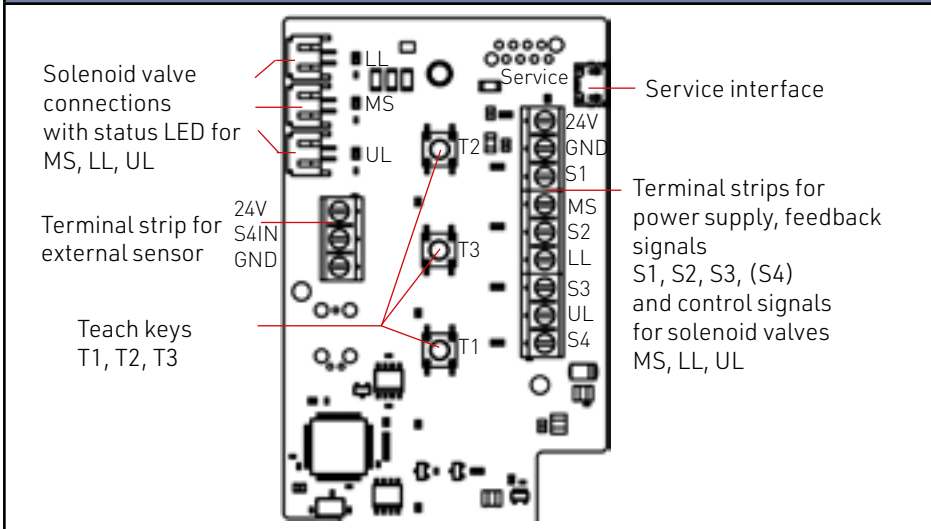 Solenoid valve
connections
with status LED for
MS, LL, UL
Terminal strip for
external sensor
Teach keys
T1, T2, T3
LL
MS
UL
24V
S4IN
GND
T2
T3
T1
Service
24V
GND
S1
MS
S2
LL
S3
UL
S4
Service interface
Terminal strips for
power supply, feedback
signals
S1, S2, S3, (S4)
and control signals
for solenoid valves
MS, LL, UL